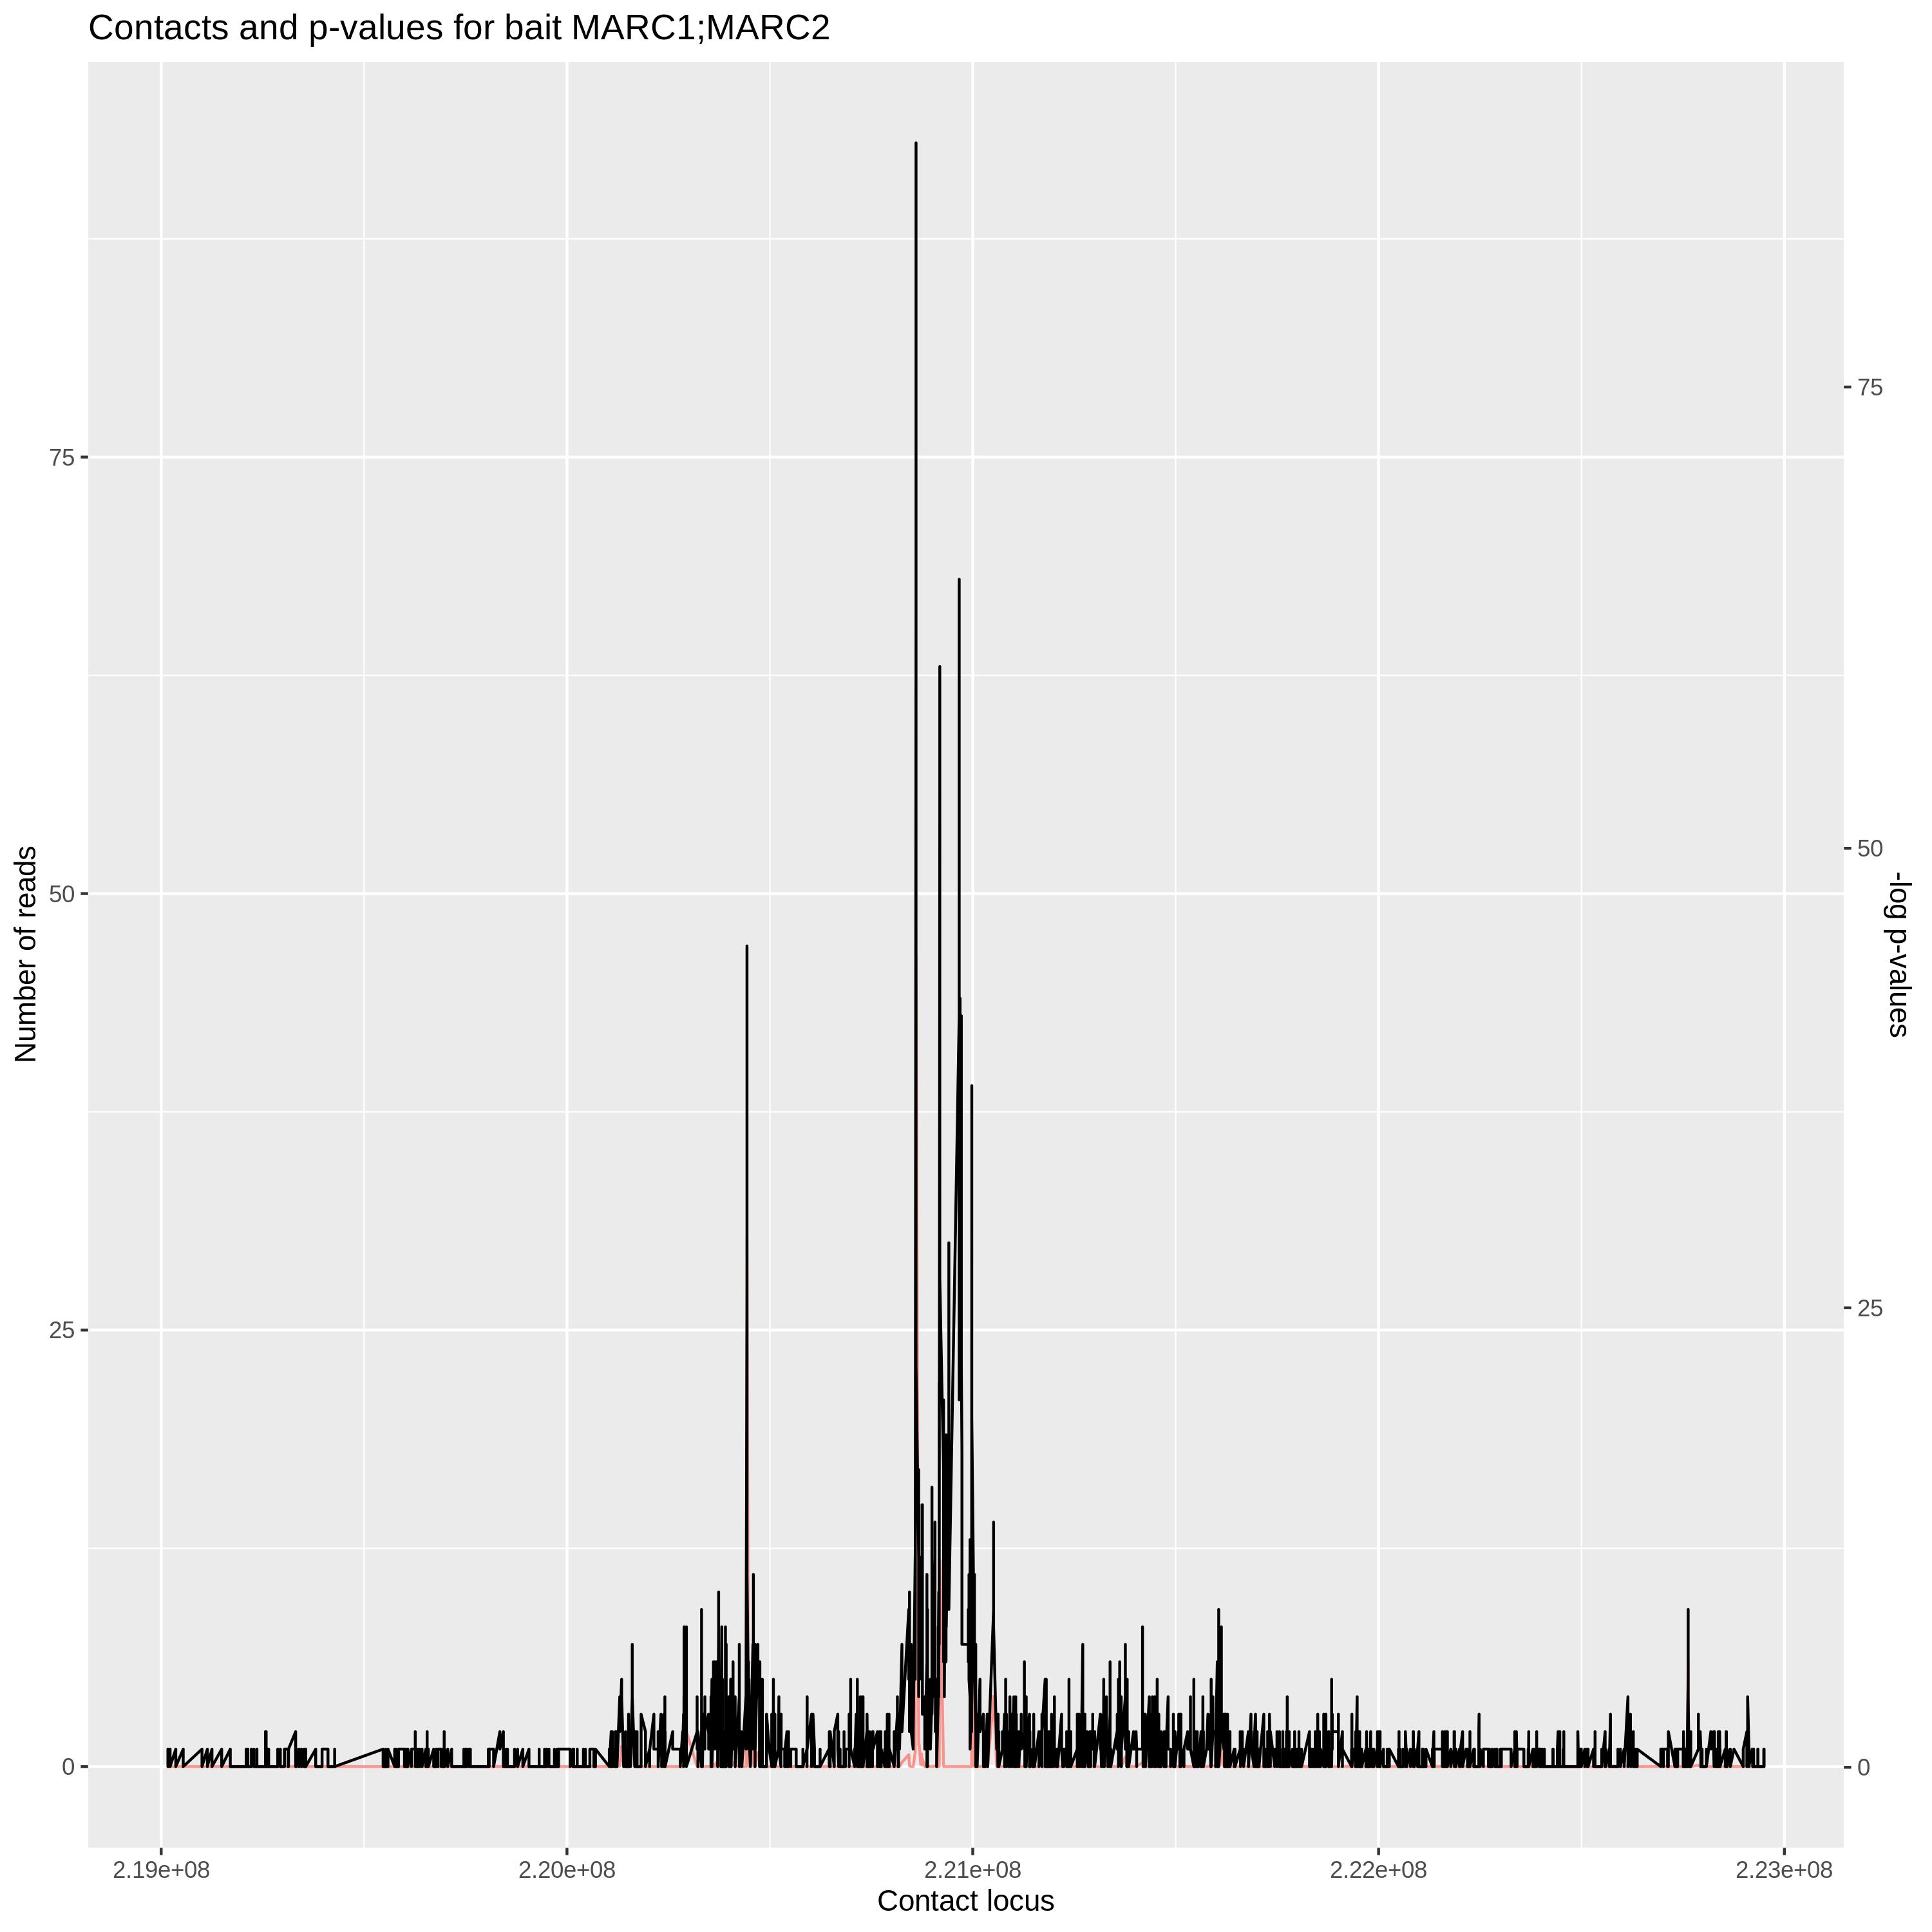 Contacts and p-values for bait MARC1;MARC2
75
50
25
0
Number of reads
75
50
25
0
-log p-values
2.19e+08
2.20e+08
2.21e+08
2.22e+08
2.23e+08
Contact locus